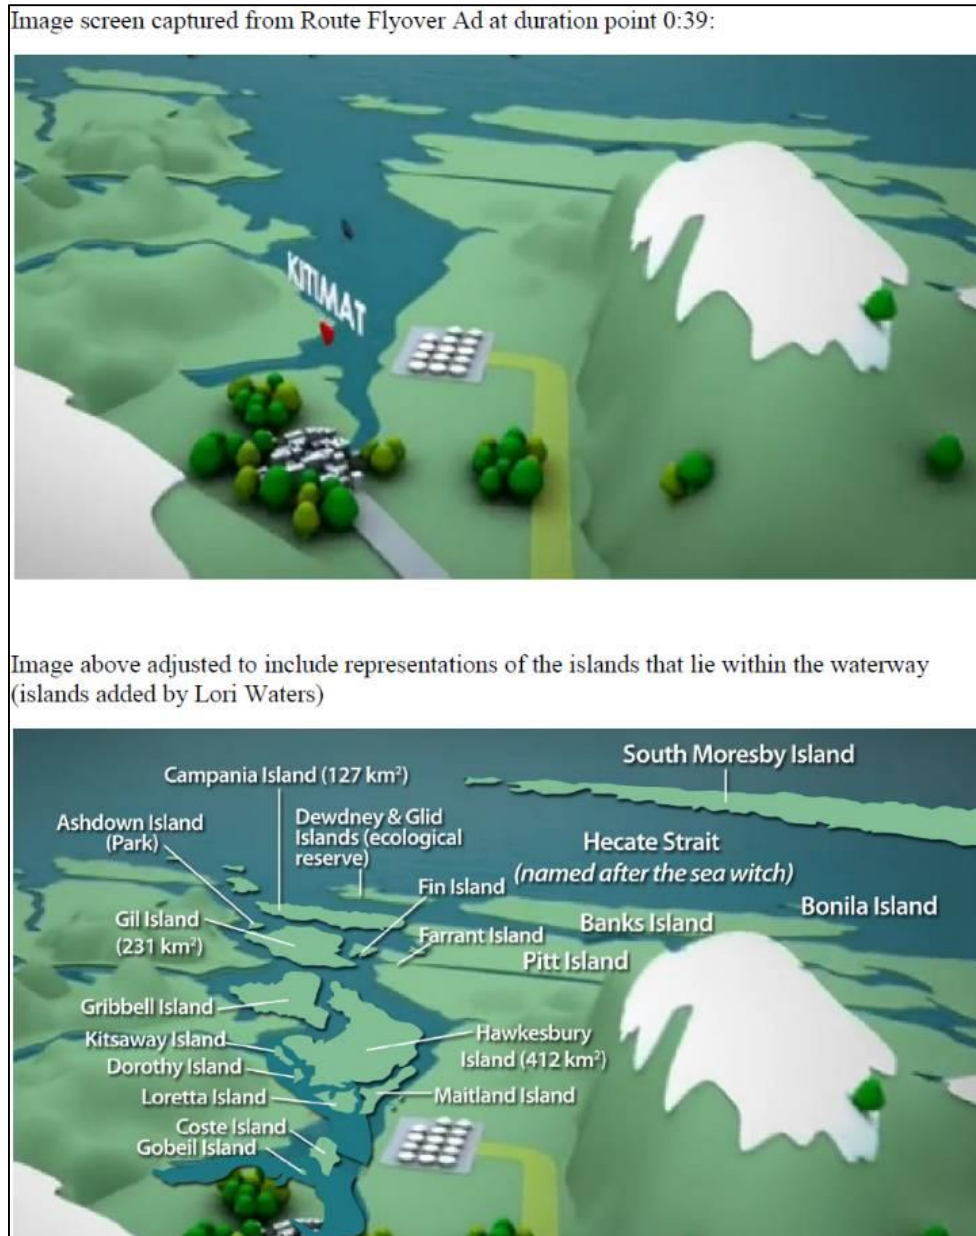 Image screen captured from Route Flyover Ad at duration point 0:39:
KITIMAT
Image above adjusted to include representations of the islands that lie within the waterway
(islands added by Lori Waters)
South Moresby Island
Campania Island (127 km²)
Ashdown Island
(Park)
Dewdney & Glid
Islands (ecological
reserve)
Hecate Strait
(named after the sea witch)
Fin Island
Bonila Island
Gil Island
(231 km²)
Banks Island
Farrant Island
Pitt Island
Gribbell Island
Kitsaway Island
Hawkesbury
Island (412 km²)
Dorothy Island
Loretta Island
Maitland Island
Coste Island
Gobeil Island